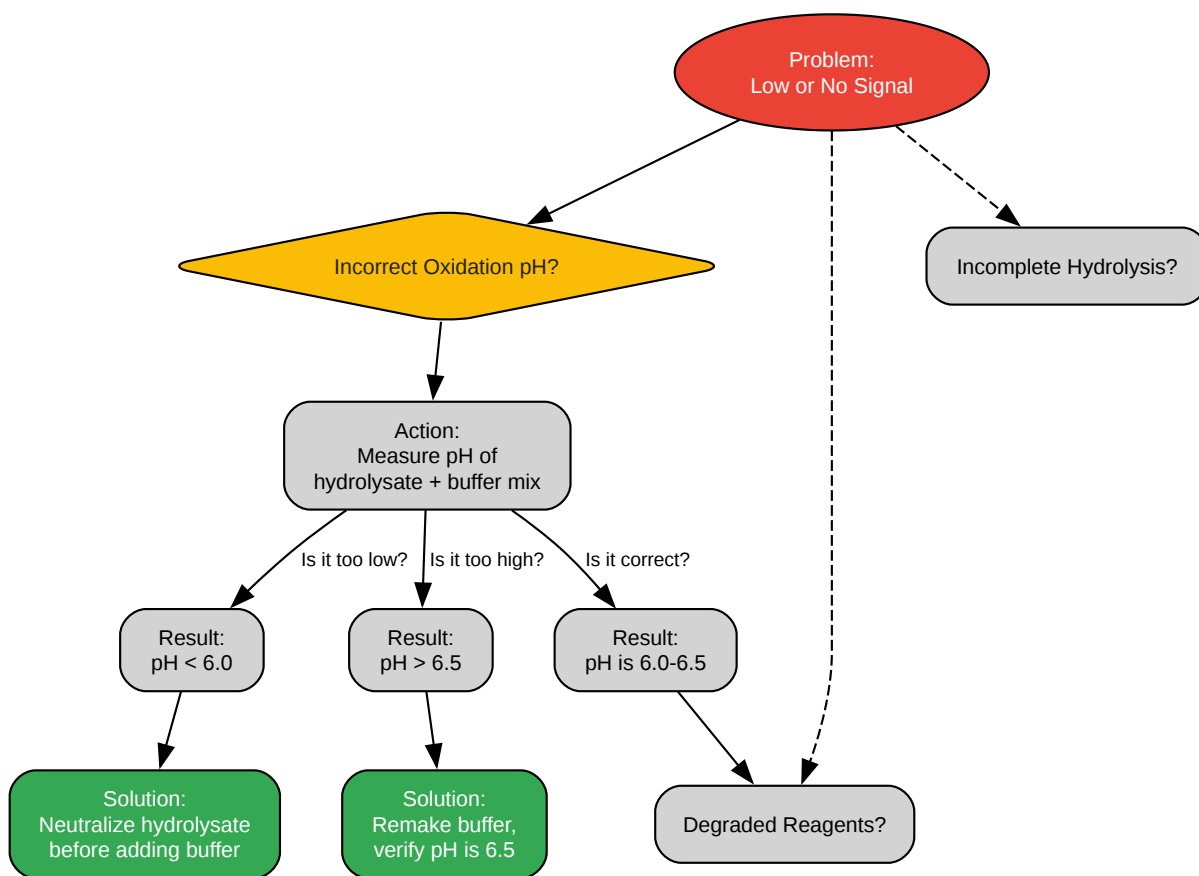 Problem:
Low or No Signal
Incorrect Oxidation pH?
Incomplete Hydrolysis?
Action:
Measure pH of
hydrolysate + buffer mix
Is it too low?
Is it too high?
Is it correct?
Result:
pH < 6.0
Result:
pH > 6.5
Result:
pH is 6.0-6.5
Solution:
Neutralize hydrolysate
before adding buffer
Solution:
Remake buffer,
verify pH is 6.5
Degraded Reagents?